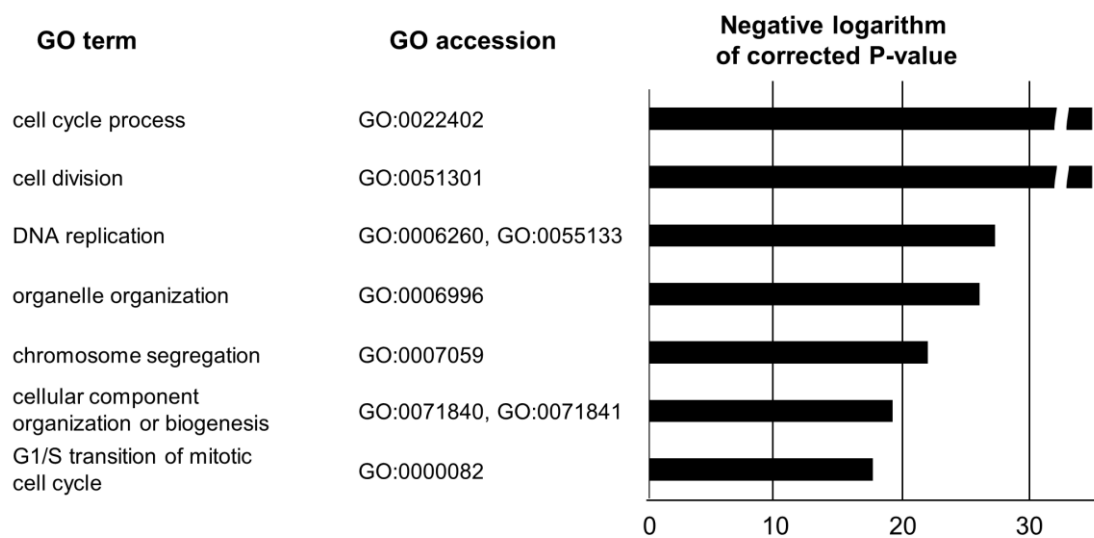 GO term GO accession Negative logarithm
of corrected P-value
cell cycle process GO:0022402
cell division GO:0051301
DNA replication GO:0006260, GO:0055133
organelle organization GO:0006996
chromosome segregation GO:0007059
cellular component
organization or biogenesis GO:0071840, GO:0071841
G1/S transition of mitotic
cell cycle GO:0000082
0 10 20 30